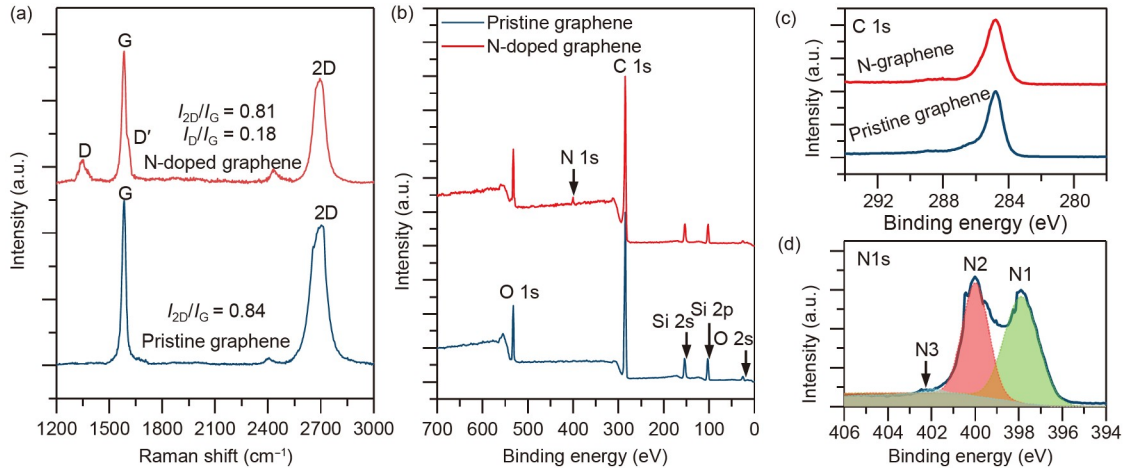 (a)
G
2D
I2D/IG = 0.81
ID/IG = 0.18
D
D′
N-doped graphene
G
2D
I2D/IG = 0.84
Pristine graphene
Intensity (a.u.)
1200 1500 1800 2100 2400 2700 3000
Raman shift (cm⁻¹)
(b)
Pristine graphene
N-doped graphene
C 1s
N 1s
O 1s
Si 2s
Si 2p
O 2s
Intensity (a.u.)
700 600 500 400 300 200 100 0
Binding energy (eV)
(c)
C 1s
N-graphene
Pristine graphene
Intensity (a.u.)
292 288 284 280
Binding energy (eV)
(d)
N1s
N2
N1
N3
Intensity (a.u.)
406 404 402 400 398 396 394
Binding energy (eV)